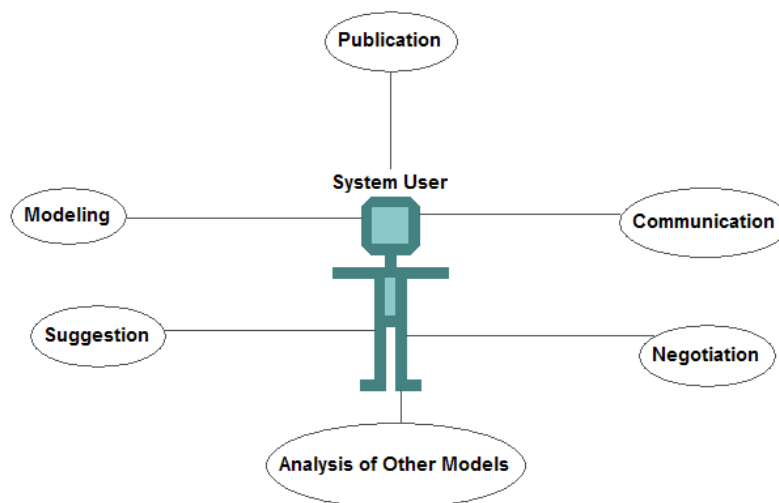 Publication
System User
Modeling
Communication
Suggestion
Negotiation
Analysis of Other Models